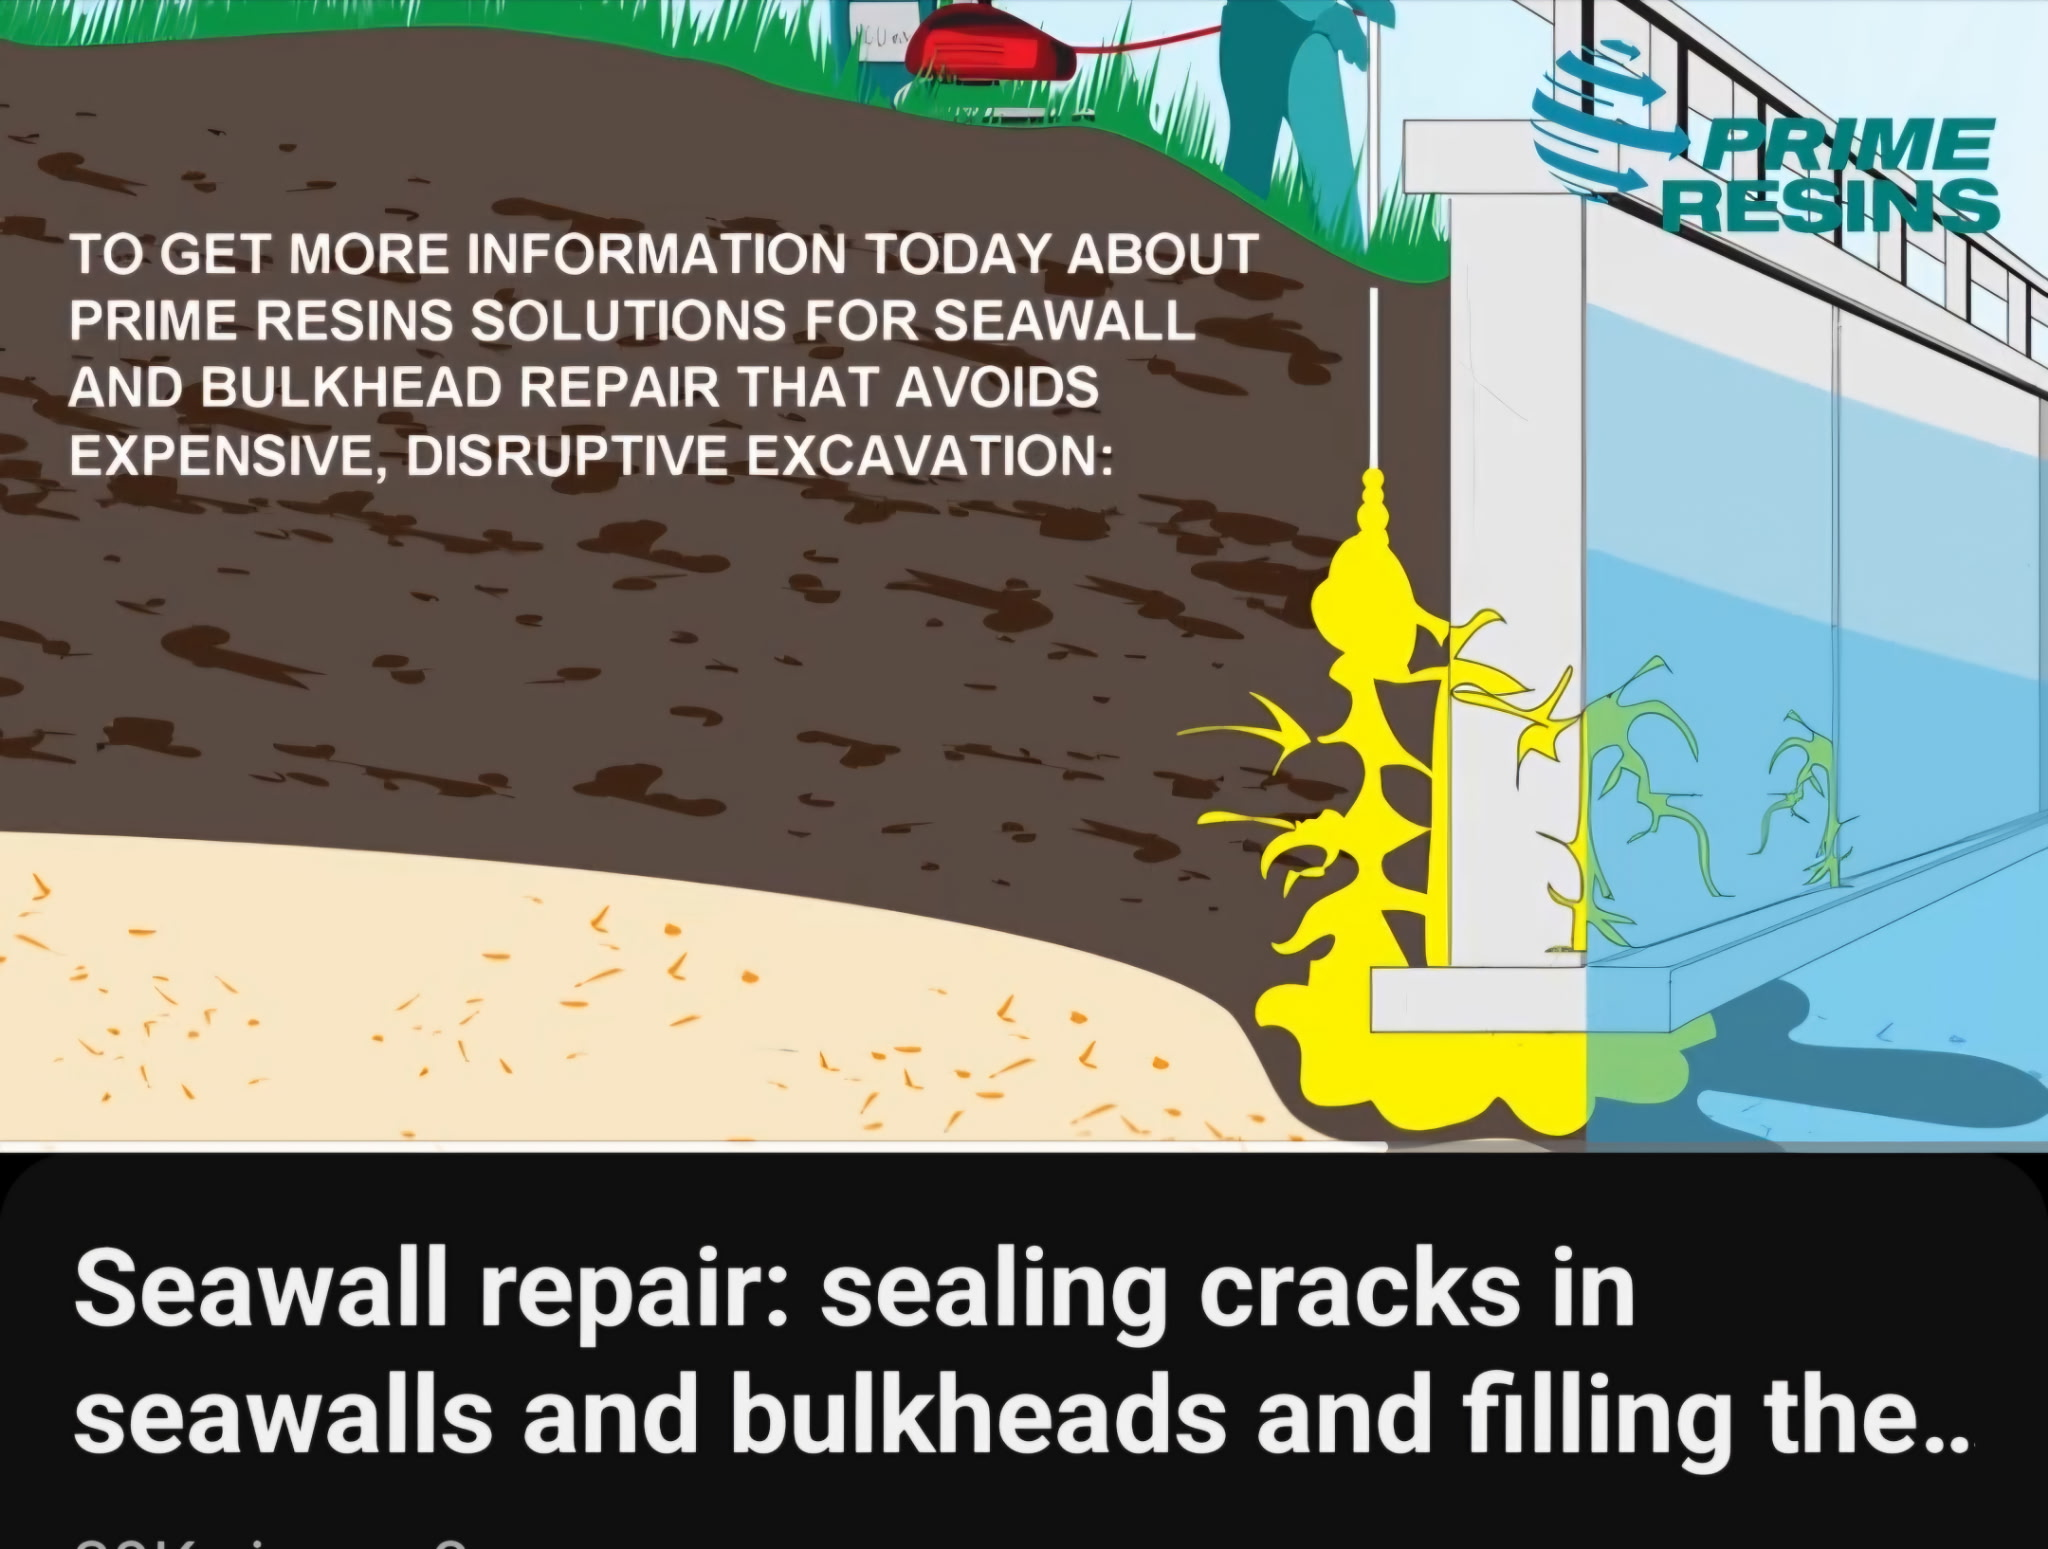 PRIME
RESINS
TO GET MORE INFORMATION TODAY ABOUT
PRIME RESINS SOLUTIONS FOR SEAWALL
AND BULKHEAD REPAIR THAT AVOIDS
EXPENSIVE, DISRUPTIVE EXCAVATION:
Seawall repair: sealing cracks in
seawalls and bulkheads and filling the..